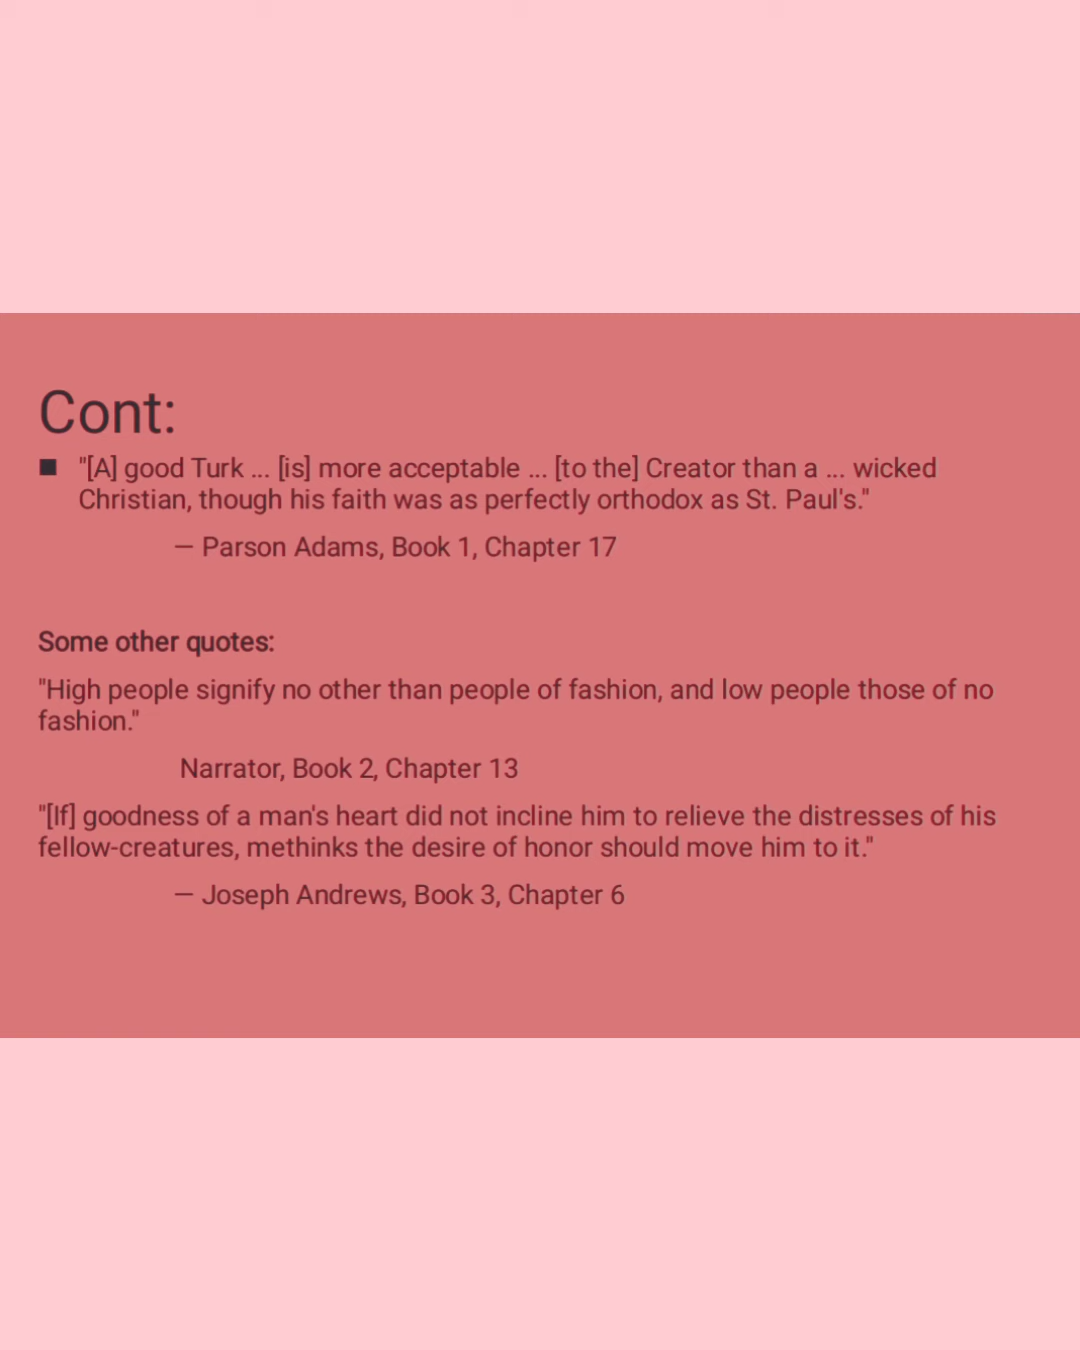 Cont:
"[A] good Turk ... [is] more acceptable ... [to the] Creator than a ... wicked
Christian, though his faith was as perfectly orthodox as St. Paul's."
— Parson Adams, Book 1, Chapter 17
Some other quotes:
"High people signify no other than people of fashion, and low people those of no
fashion."
Narrator, Book 2, Chapter 13
"[If] goodness of a man's heart did not incline him to relieve the distresses of his
fellow-creatures, methinks the desire of honor should move him to it."
— Joseph Andrews, Book 3, Chapter 6